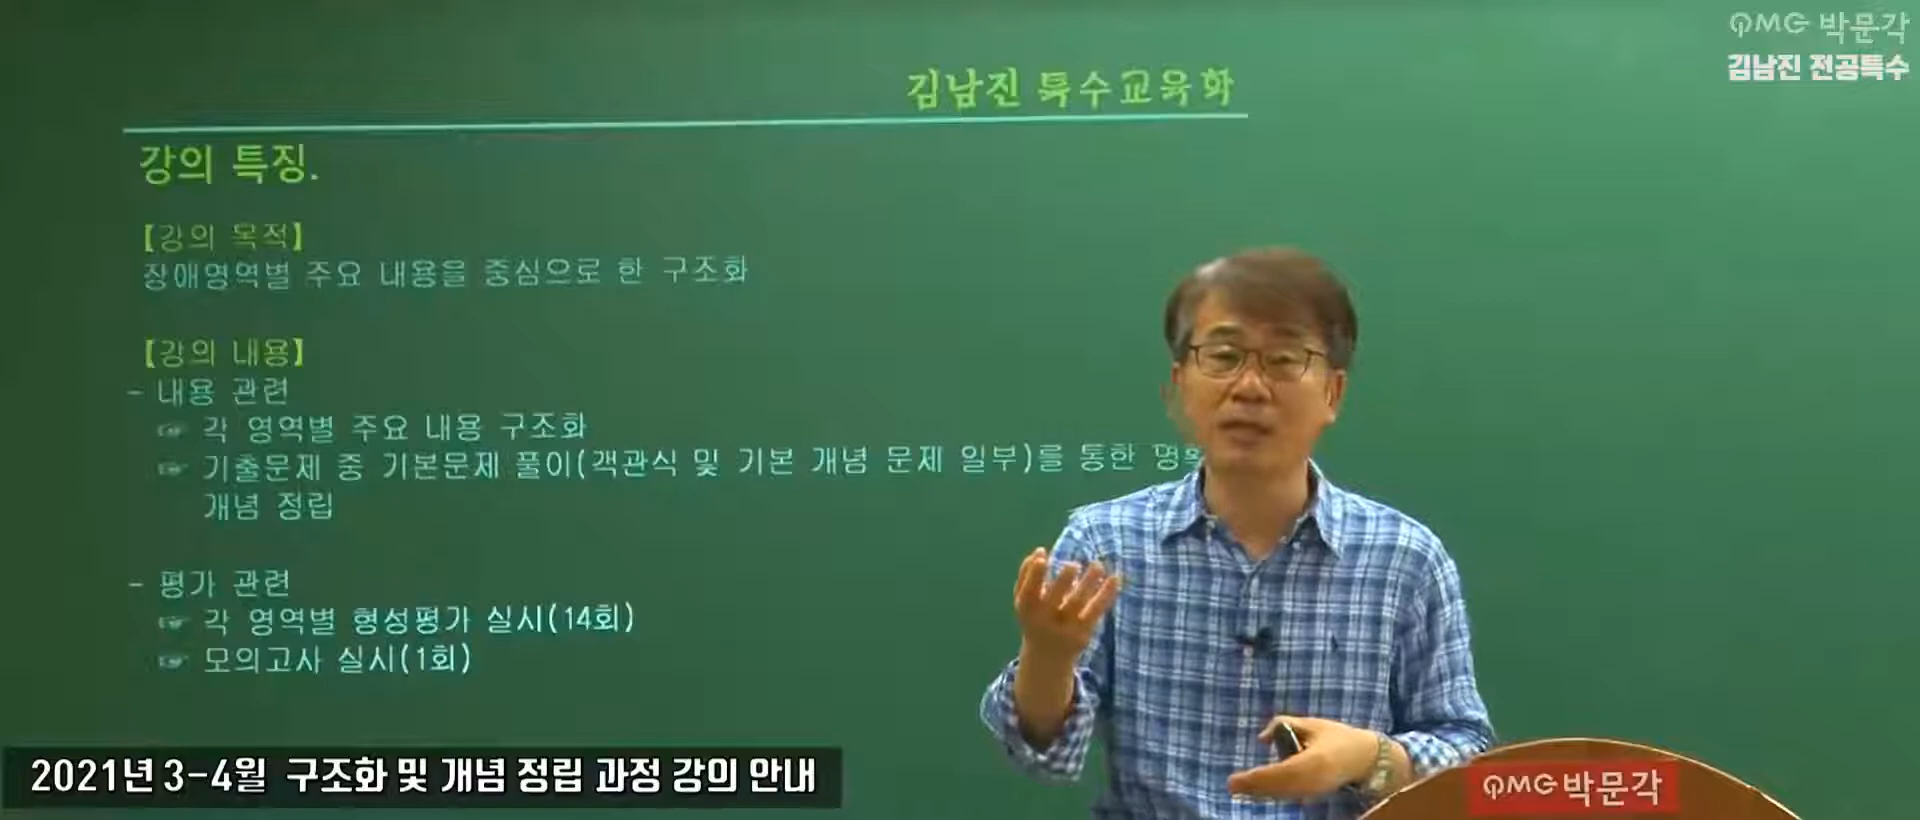 PMG 박문각
김남진 전공특수
김남진 특수교육학
강의 특징.
【강의 목적】
장애영역별 주요 내용을 중심으로 한 구조화
【강의 내용】
- 내용 관련
☞ 각 영역별 주요 내용 구조화
☞ 기출문제 중 기본문제 풀이(객관식 및 기본 개념 문제 일부)를 통한
개념 정립
- 평가 관련
☞ 각 영역별 형성평가 실시(14회)
☞ 모의고사 실시(1회)
2021년 3-4월 구조화 및 개념 정립 과정 강의 안내
PMG 박문각